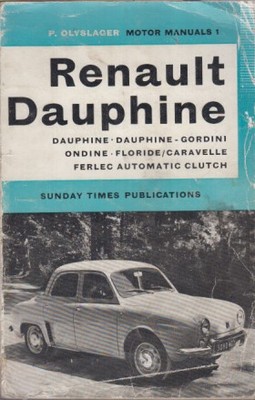 P. OLYSLAGER MOTOR MANUALS 1
Renault
Dauphine
DAUPHINE · DAUPHINE - GORDINI
ONDINE · FLORIDE/CARAVELLE
FERLEC AUTOMATIC CLUTCH
SUNDAY TIMES PUBLICATIONS